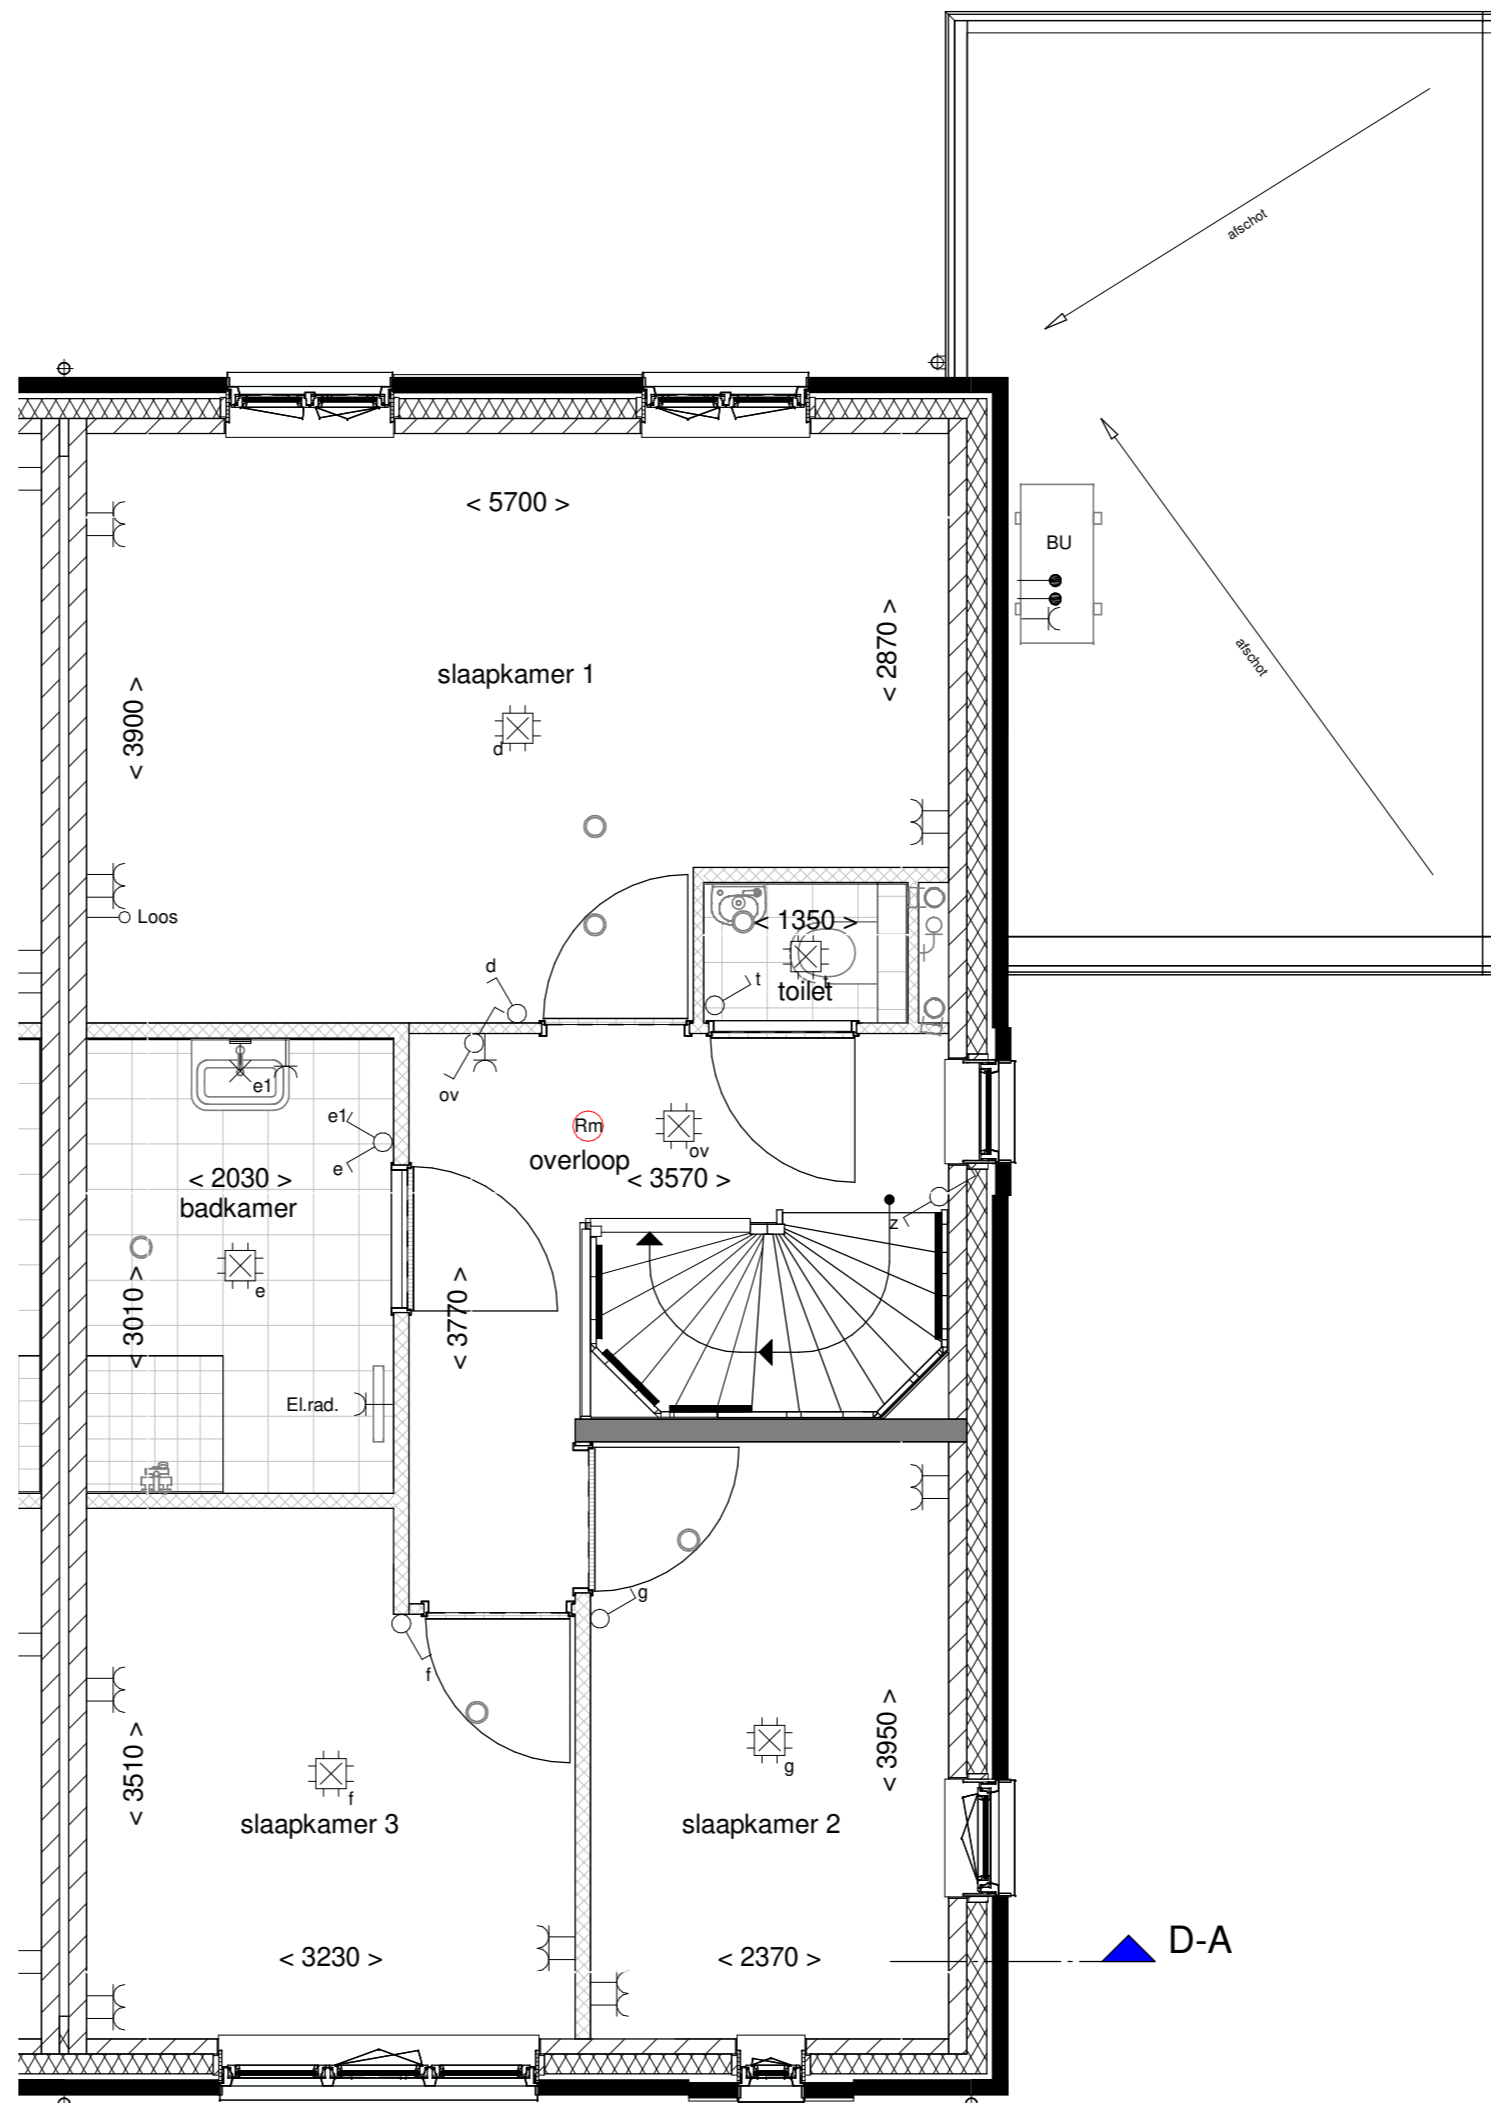 afschot
< 5700 >
BU
< 2870 >
afschot
slaapkamer 1
< 3900 >
d
Loos
< 1350 >
d
t
t
toilet
e1
ov
e1
Rm
ov
e
overloop
< 3570 >
< 2030 >
badkamer
z
e
< 3010 >
< 3770 >
El.rad.
g
f
< 3510 >
< 3950 >
g
f
slaapkamer 3
slaapkamer 2
D-A
< 3230 >
< 2370 >